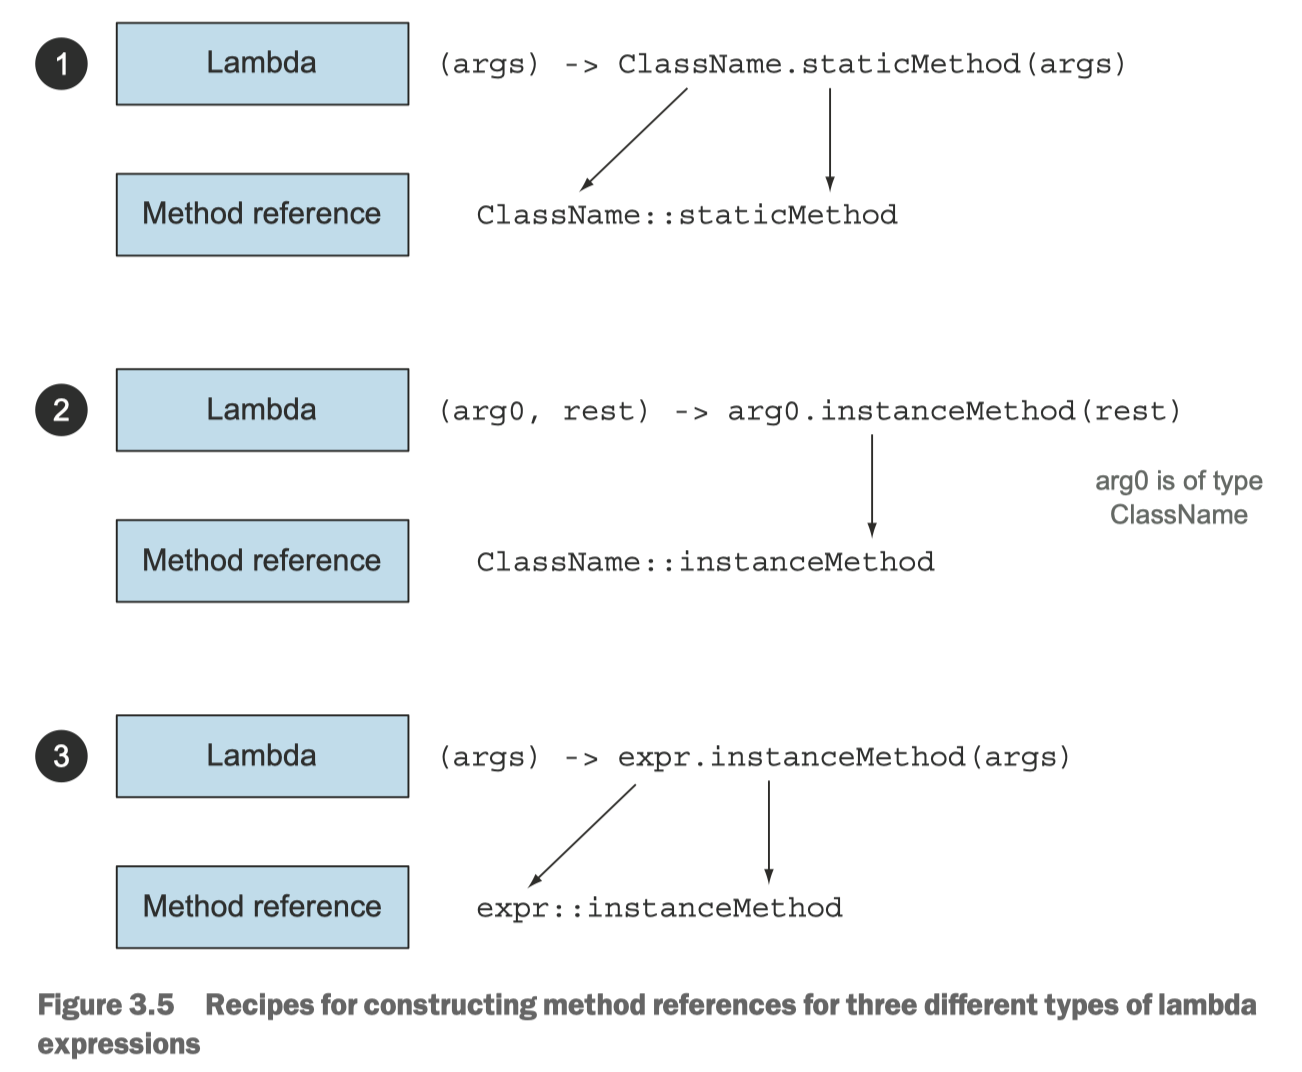 1 Lambda (args) -> ClassName.staticMethod(args)
Method reference ClassName::staticMethod
2 Lambda (arg0, rest) -> arg0.instanceMethod(rest)
arg0 is of type
ClassName
Method reference ClassName::instanceMethod
3 Lambda (args) -> expr.instanceMethod(args)
Method reference expr::instanceMethod
Figure 3.5 Recipes for constructing method references for three different types of lambda
expressions